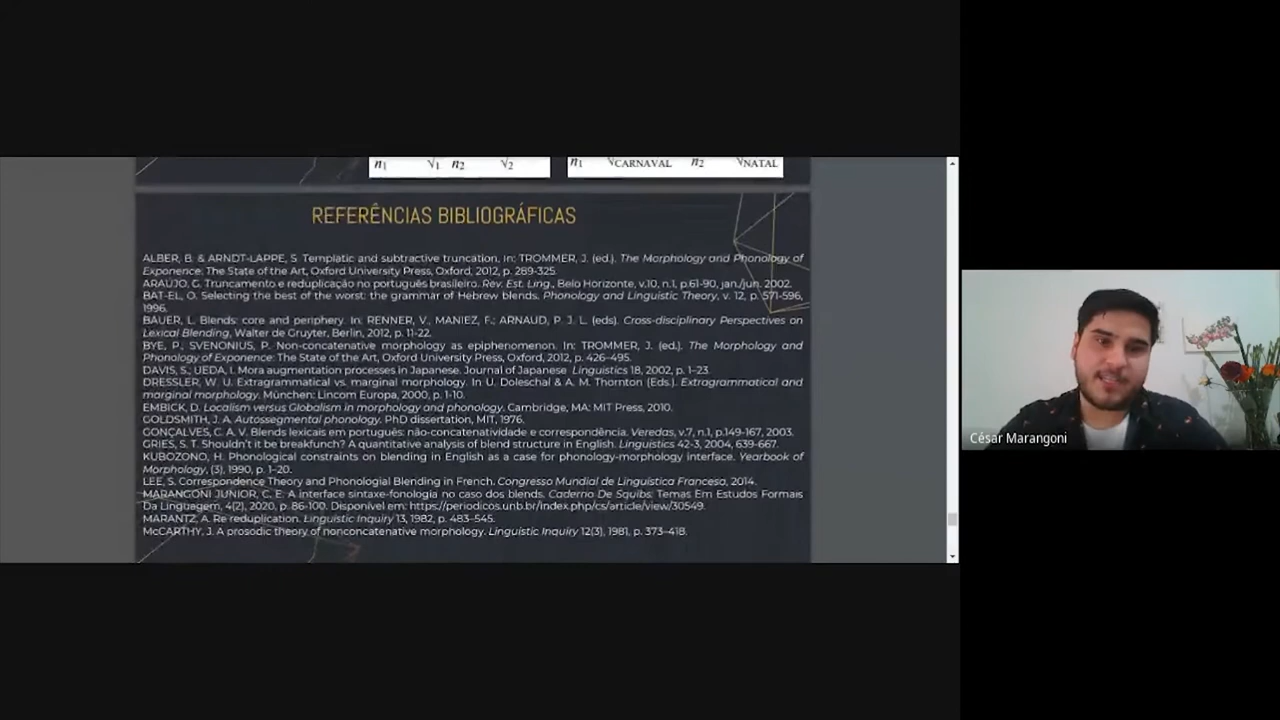 n1 √1 n2 √2 n1 √CARNAVAL n2 √NATAL
REFERÊNCIAS BIBLIOGRÁFICAS
ALBER, B. & ARNDT-LAPPE, S. Templatic and subtractive truncation. In: TROMMER, J. (ed.). The Morphology and Phonology of
Exponence: The State of the Art, Oxford University Press, Oxford, 2012, p. 289-325.
ARAÚJO, G. Truncamento e reduplicação no português brasileiro. Rev. Est. Ling., Belo Horizonte, v.10, n.1, p.61-90, jan./jun. 2002.
BAT-EL, O. Selecting the best of the worst: the grammar of Hebrew blends. Phonology and Linguistic Theory, v. 12, p. 571-596,
1996.
BAUER, L. Blends: core and periphery. In: RENNER, V., MANIEZ, F.; ARNAUD, P. J. L. (eds). Cross-disciplinary Perspectives on
Lexical Blending, Walter de Gruyter, Berlin, 2012, p. 11-22.
BYE, P., SVENONIUS, P. Non-concatenative morphology as epiphenomenon. In: TROMMER, J. (ed.). The Morphology and
Phonology of Exponence: The State of the Art, Oxford University Press, Oxford, 2012, p. 426-495.
DAVIS, S.; UEDA, I. Mora augmentation processes in Japanese. Journal of Japanese Linguistics 18, 2002, p. 1–23.
DRESSLER, W. U. Extragrammatical vs. marginal morphology. In U. Doleschal & A. M. Thornton (Eds.). Extragrammatical and
marginal morphology. München: Lincom Europa, 2000, p. 1-10.
EMBICK, D. Localism versus Globalism in morphology and phonology. Cambridge, MA: MIT Press, 2010.
GOLDSMITH, J. A. Autossegmental phonology. PhD dissertation, MIT, 1976.
GONÇALVES, C. A. V. Blends lexicais em português: não-concatenatividade e correspondência. Veredas, v.7, n.1, p.149-167, 2003.
GRIES, S. T. Shouldn't it be breakfunch? A quantitative analysis of blend structure in English. Linguistics 42-3, 2004, 639-667.
KUBOZONO, H. Phonological constraints on blending in English as a case for phonology-morphology interface. Yearbook of
Morphology, (3), 1990, p. 1–20.
LEE, S. Correspondence Theory and Phonologial Blending in French. Congresso Mundial de Linguística Francesa, 2014.
MARANGONI JUNIOR, C. E. A interface sintaxe-fonologia no caso dos blends. Caderno De Squibs: Temas Em Estudos Formais
Da Linguagem, 4(2), 2020, p. 86-100. Disponível em: https://periodicos.unb.br/index.php/cs/article/view/30549.
MARANTZ, A. Re reduplication. Linguistic Inquiry 13, 1982, p. 483–545.
McCARTHY, J. A prosodic theory of nonconcatenative morphology. Linguistic Inquiry 12(3), 1981, p. 373–418.
César Marangoni